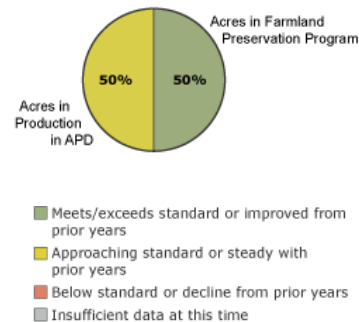 Acres in Farmland
Preservation Program
50%
50%
Acres in
Production
in APD
Meets/exceeds standard or improved from
prior years
Approaching standard or steady with
prior years
Below standard or decline from prior years
Insufficient data at this time